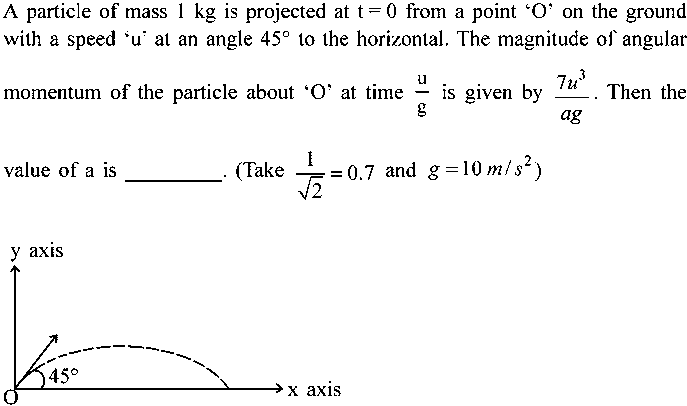 A particle of mass 1 kg is projected at t = 0 from a point ‘O’ on the ground
with a speed ‘u’ at an angle 45° to the horizontal. The magnitude of angular
momentum of the particle about ‘O’ at time u/g is given by 7u³/ag. Then the
value of a is ________. (Take 1/√2 = 0.7 and g = 10 m/s²)
y axis
45°
O
x axis